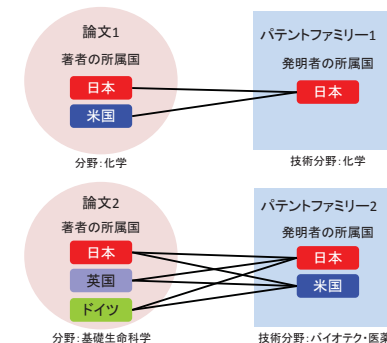 論文1
著者の所属国
日本
米国
分野:化学
パテントファミリー1
発明者の所属国
日本
技術分野:化学
論文2
著者の所属国
日本
英国
ドイツ
分野:基礎生命科学
パテントファミリー2
発明者の所属国
日本
米国
技術分野:バイオテク・医薬